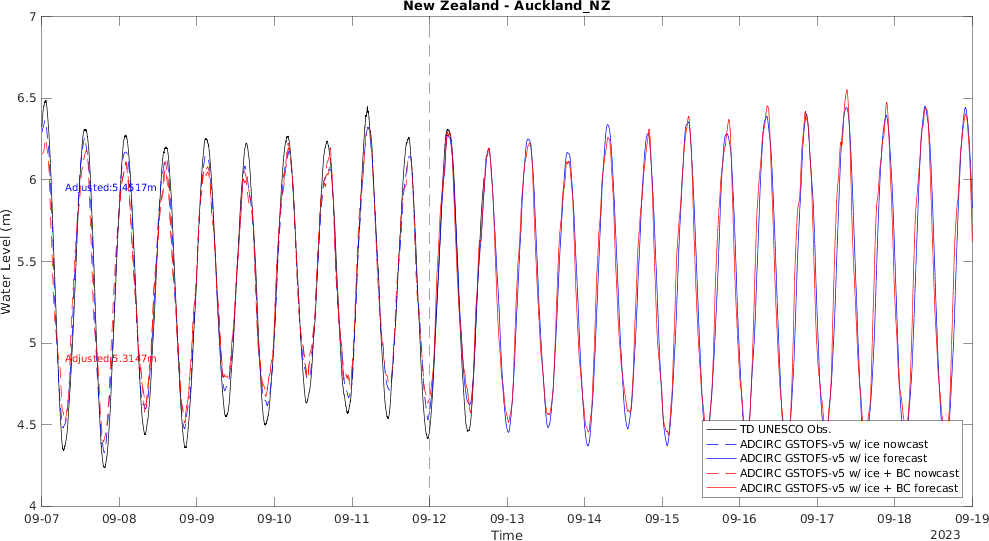 New Zealand - Auckland_NZ
Water Level (m)
7
6.5
6
5.5
5
4.5
4
Adjusted:5.4517m
Adjusted:5.3147m
TD UNESCO Obs.
ADCIRC GSTOFS-v5 w/ ice nowcast
ADCIRC GSTOFS-v5 w/ ice forecast
ADCIRC GSTOFS-v5 w/ ice + BC nowcast
ADCIRC GSTOFS-v5 w/ ice + BC forecast
09-07 09-08 09-09 09-10 09-11 09-12 09-13 09-14 09-15 09-16 09-17 09-18 09-19
Time
2023